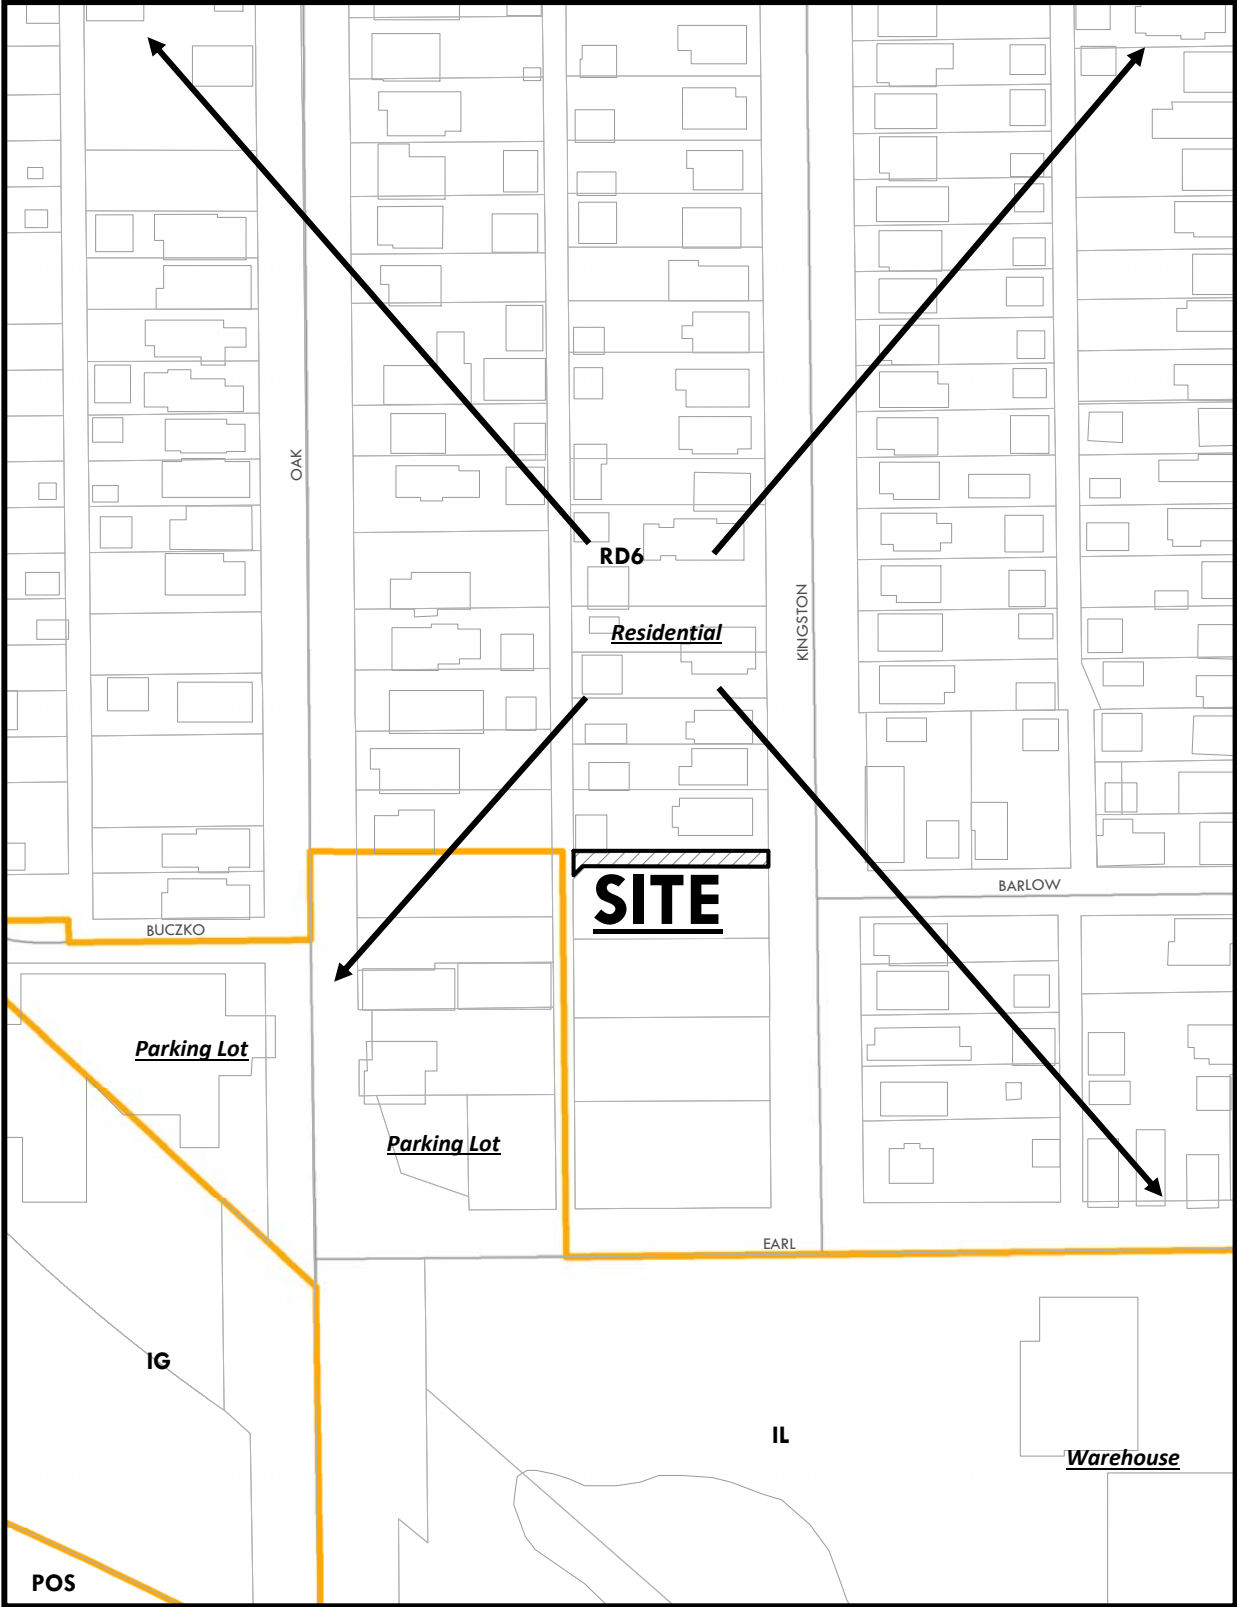 OAK
RD6
KINGSTON
Residential
BARLOW
SITE
BUCZKO
Parking Lot
Parking Lot
EARL
IG
IL
Warehouse
POS